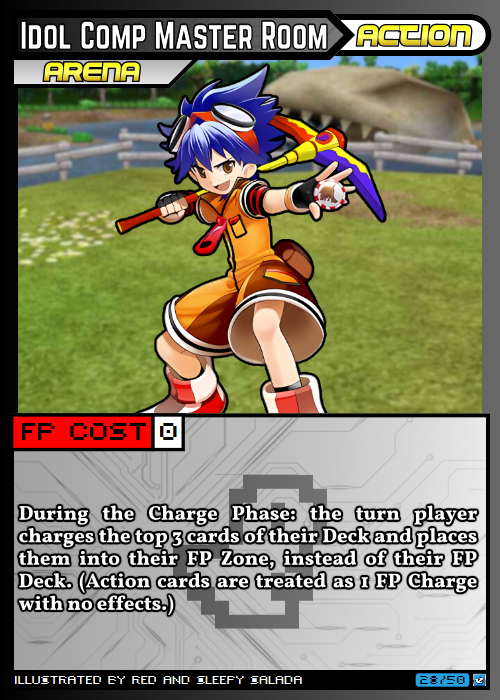 Idol Comp Master Room
ACTION
ARENA
FP COST 0
During the Charge Phase: the turn player
charges the top 3 cards of their Deck and places
them into their FP Zone, instead of their FP
Deck. (Action cards are treated as 1 FP Charge
with no effects.)
ILLUSTRATED BY RED AND SLEEPY SALADA
28/50